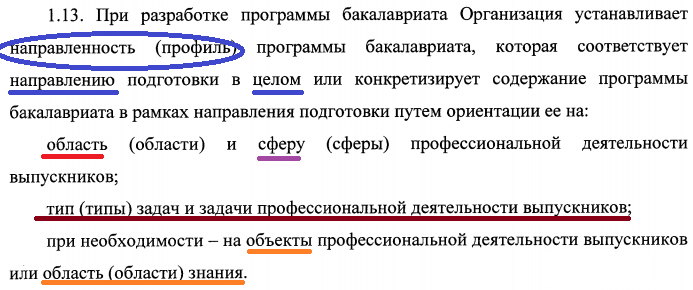 1.13. При разработке программы бакалавриата Организация устанавливает
направленность (профиль) программы бакалавриата, которая соответствует
направлению подготовки в целом или конкретизирует содержание программы
бакалавриата в рамках направления подготовки путем ориентации ее на:
область (области) и сферу (сферы) профессиональной деятельности
выпускников;
тип (типы) задач и задачи профессиональной деятельности выпускников;
при необходимости – на объекты профессиональной деятельности выпускников
или область (области) знания.